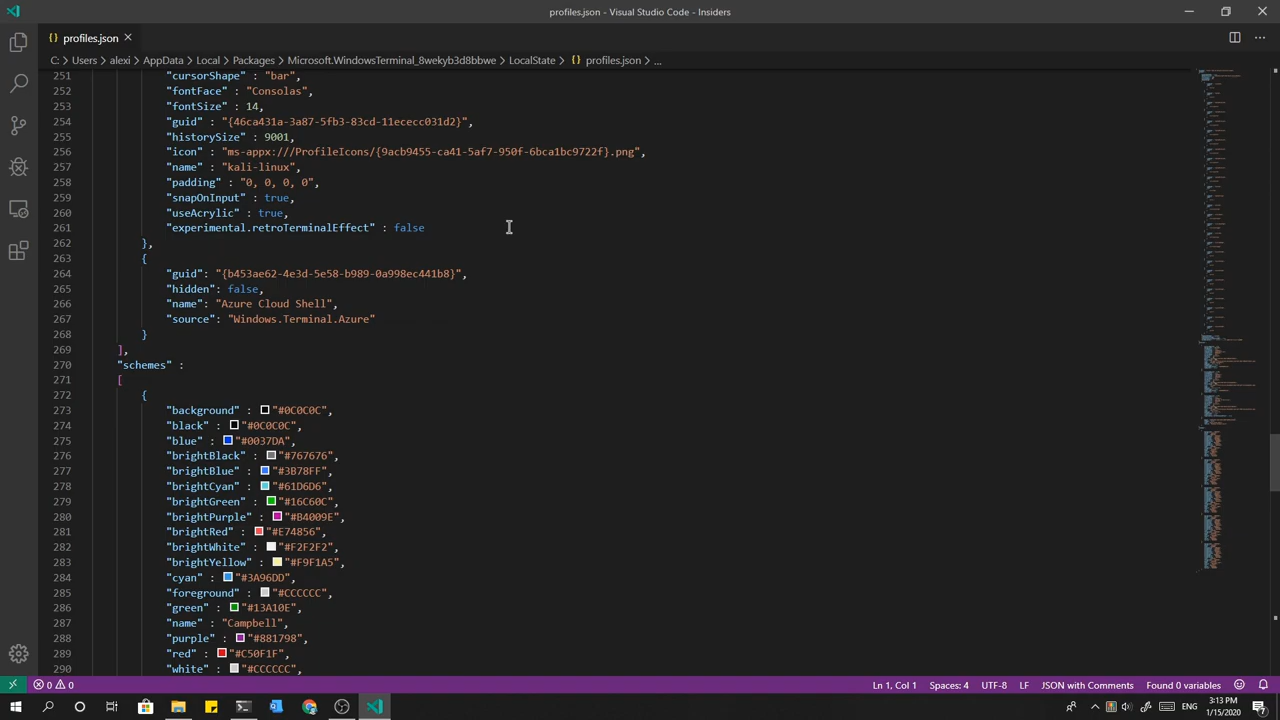 profiles.json - Visual Studio Code - Insiders
{} profiles.json ×
C: > Users > alexi > AppData > Local > Packages > Microsoft.WindowsTerminal_8wekyb3d8bbwe > LocalState > {} profiles.json > ...
251 "cursorShape" : "bar",
252 "fontFace" : "Consolas",
253 "fontSize" : 14,
254 "guid" : "{46ca431a-3a87-5fb3-83cd-11ececc031d2}",
255 "historySize" : 9001,
256 "icon" : "ms-appx:///ProfileIcons/{9acb9455-ca41-5af7-950f-6bca1bc9722f}.png",
257 "name" : "kali-linux",
258 "padding" : "0, 0, 0, 0",
259 "snapOnInput" : true,
260 "useAcrylic" : true,
261 "experimental.retroTerminalEffect" : false
262 },
263 {
264 "guid": "{b453ae62-4e3d-5e58-b989-0a998ec441b8}",
265 "hidden": false,
266 "name": "Azure Cloud Shell",
267 "source": "Windows.Terminal.Azure"
268 }
269 ],
270 "schemes" :
271 [
272 {
273 "background" : "#0C0C0C",
274 "black" : "#0C0C0C",
275 "blue" : "#0037DA",
276 "brightBlack" : "#767676",
277 "brightBlue" : "#3B78FF",
278 "brightCyan" : "#61D6D6",
279 "brightGreen" : "#16C60C",
280 "brightPurple" : "#B4009E",
281 "brightRed" : "#E74856",
282 "brightWhite" : "#F2F2F2",
283 "brightYellow" : "#F9F1A5",
284 "cyan" : "#3A96DD",
285 "foreground" : "#CCCCCC",
286 "green" : "#13A10E",
287 "name" : "Campbell",
288 "purple" : "#881798",
289 "red" : "#C50F1F",
290 "white" : "#CCCCCC",
0 0 Ln 1, Col 1 Spaces: 4 UTF-8 LF JSON with Comments Found 0 variables
ENG 3:13 PM
1/15/2020